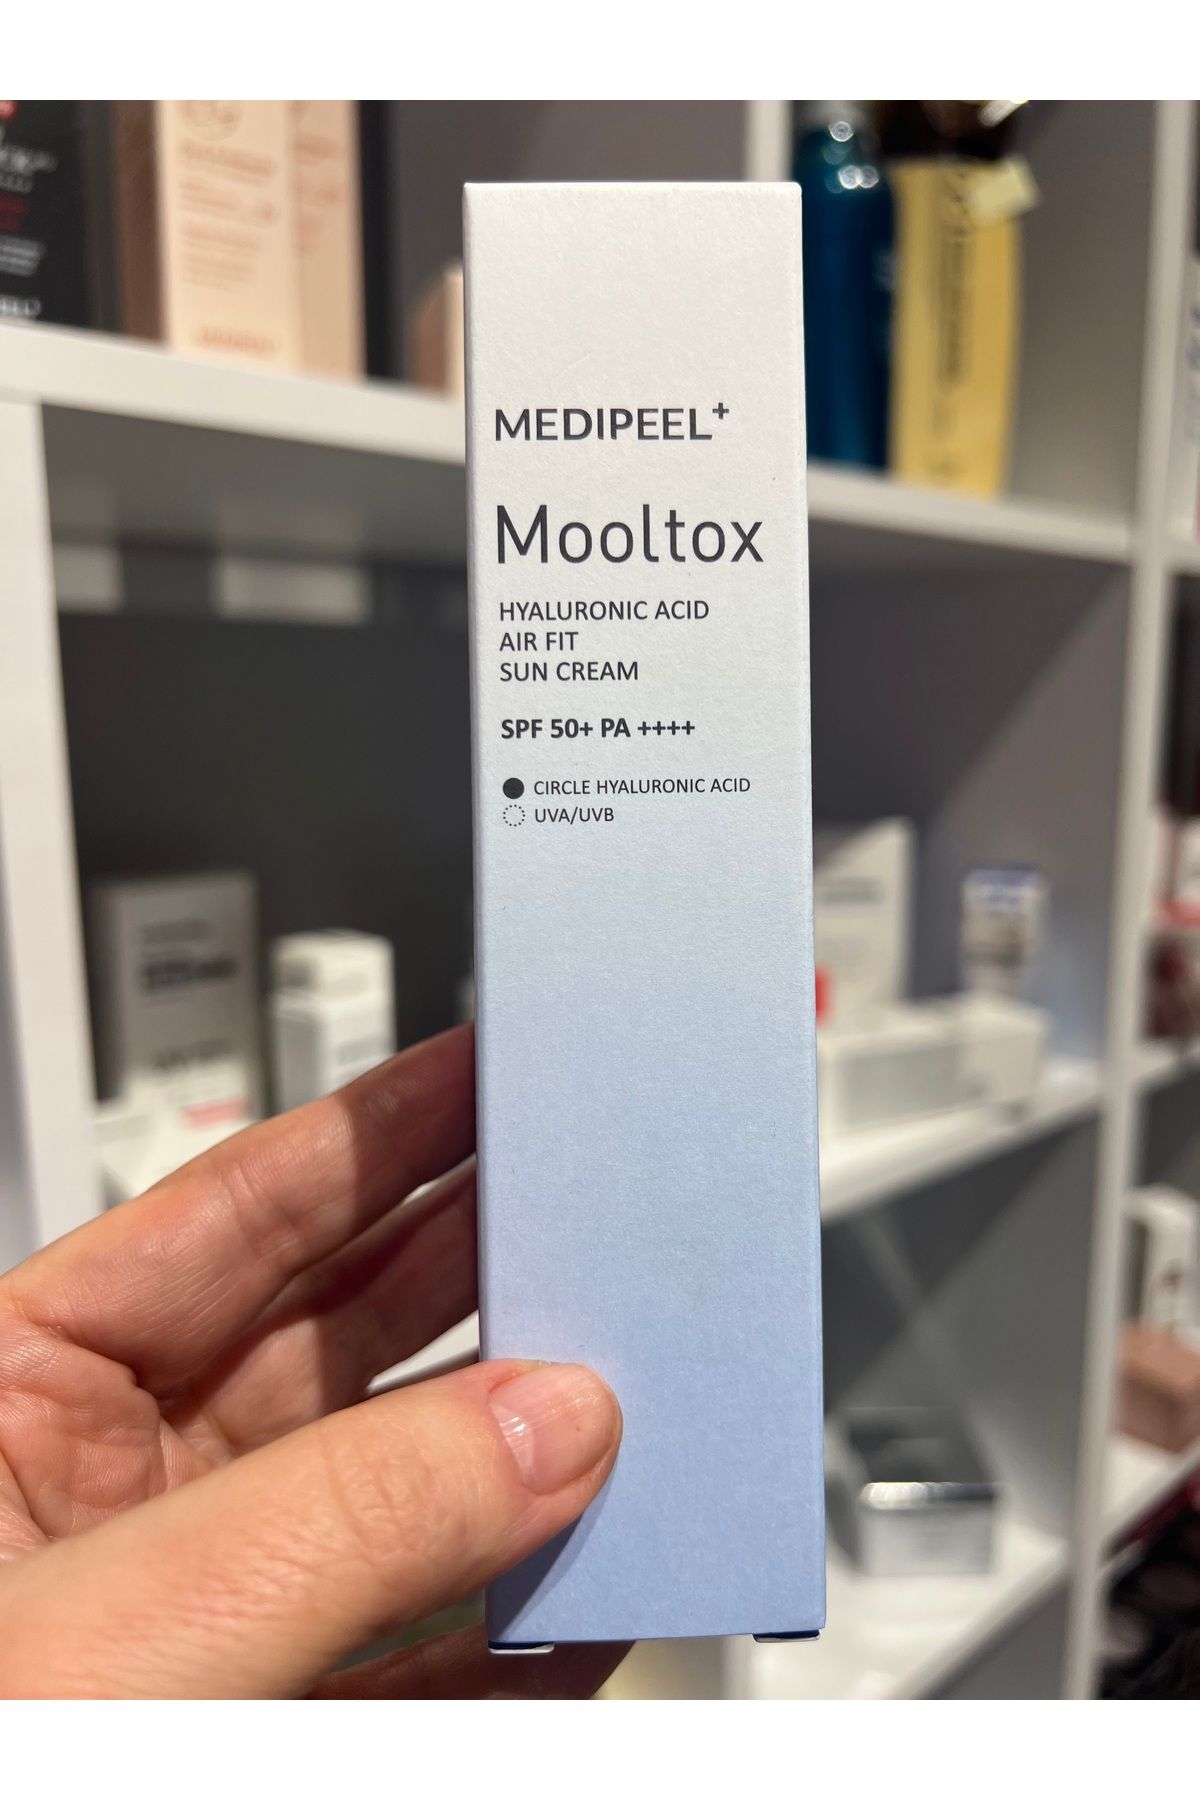 MEDIPEEL+
Mooltox
HYALURONIC ACID
AIR FIT
SUN CREAM
SPF 50+ PA ++++
CIRCLE HYALURONIC ACID
UVA/UVB